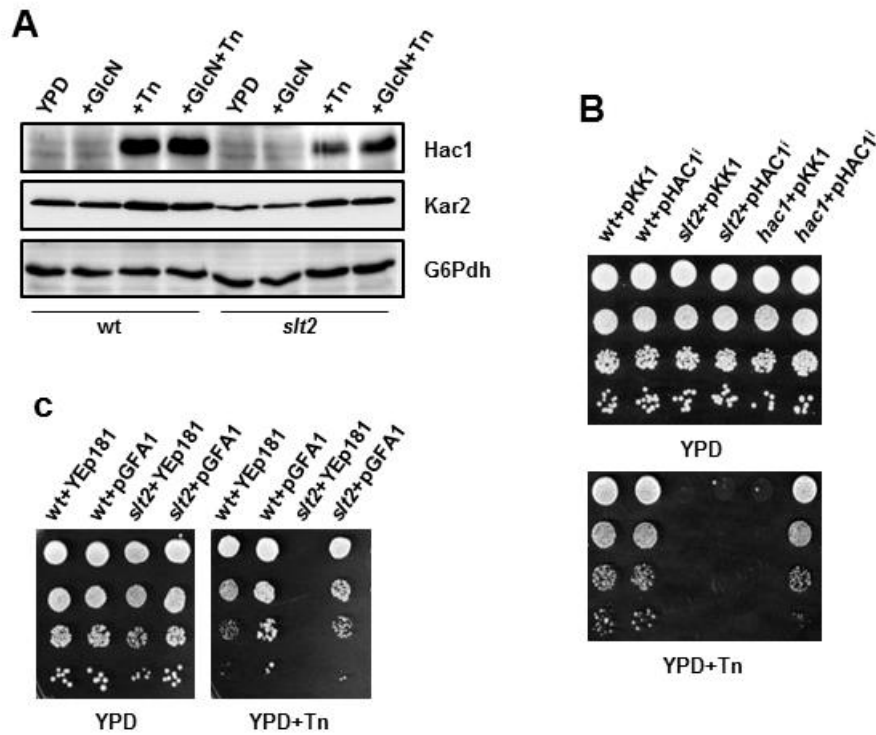 A
YPD +GlcN +Tn +GlcN+Tn YPD +GlcN +Tn +GlcN+Tn
Hac1
Kar2
G6Pdh
wt slt2
B
wt+pKK1 wt+pHAC1ⁱ slt2+pKK1 slt2+pHAC1ⁱ hac1+pKK1 hac1+pHAC1ⁱ
YPD
YPD+Tn
C
wt+YEp181 wt+pGFA1 slt2+YEp181 slt2+pGFA1 wt+YEp181 wt+pGFA1 slt2+YEp181 slt2+pGFA1
YPD YPD+Tn